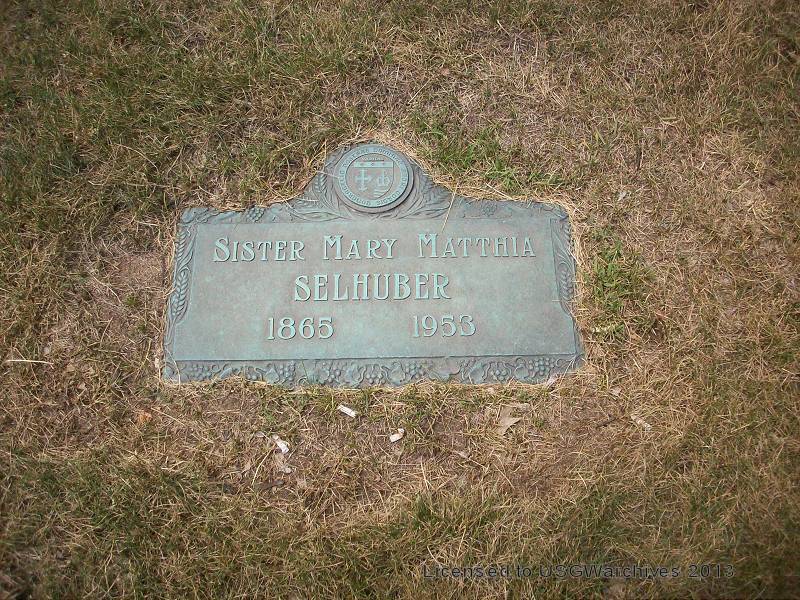 Sister Mary Matthia
SELHUBER
1865 1953
Licensed to USGWarchives 2013